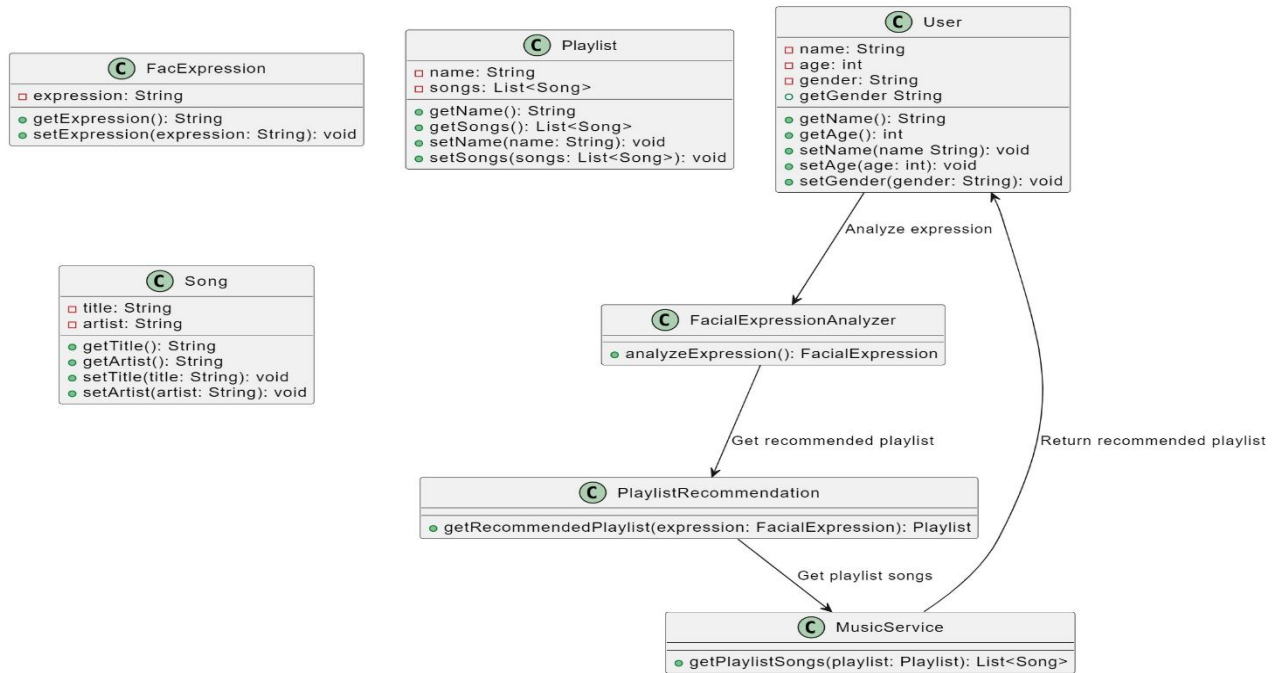 C FacExpression
expression: String
getExpression(): String
setExpression(expression: String): void
C Playlist
name: String
songs: List<Song>
getName(): String
getSongs(): List<Song>
setName(name: String): void
setSongs(songs: List<Song>): void
C User
name: String
age: int
gender: String
getGender String
getName(): String
getAge(): int
setName(name String): void
setAge(age: int): void
setGender(gender: String): void
Analyze expression
C Song
title: String
artist: String
getTitle(): String
getArtist(): String
setTitle(title: String): void
setArtist(artist: String): void
C FacialExpressionAnalyzer
analyzeExpression(): FacialExpression
Get recommended playlist
Return recommended playlist
C PlaylistRecommendation
getRecommendedPlaylist(expression: FacialExpression): Playlist
Get playlist songs
C MusicService
getPlaylistSongs(playlist: Playlist): List<Song>